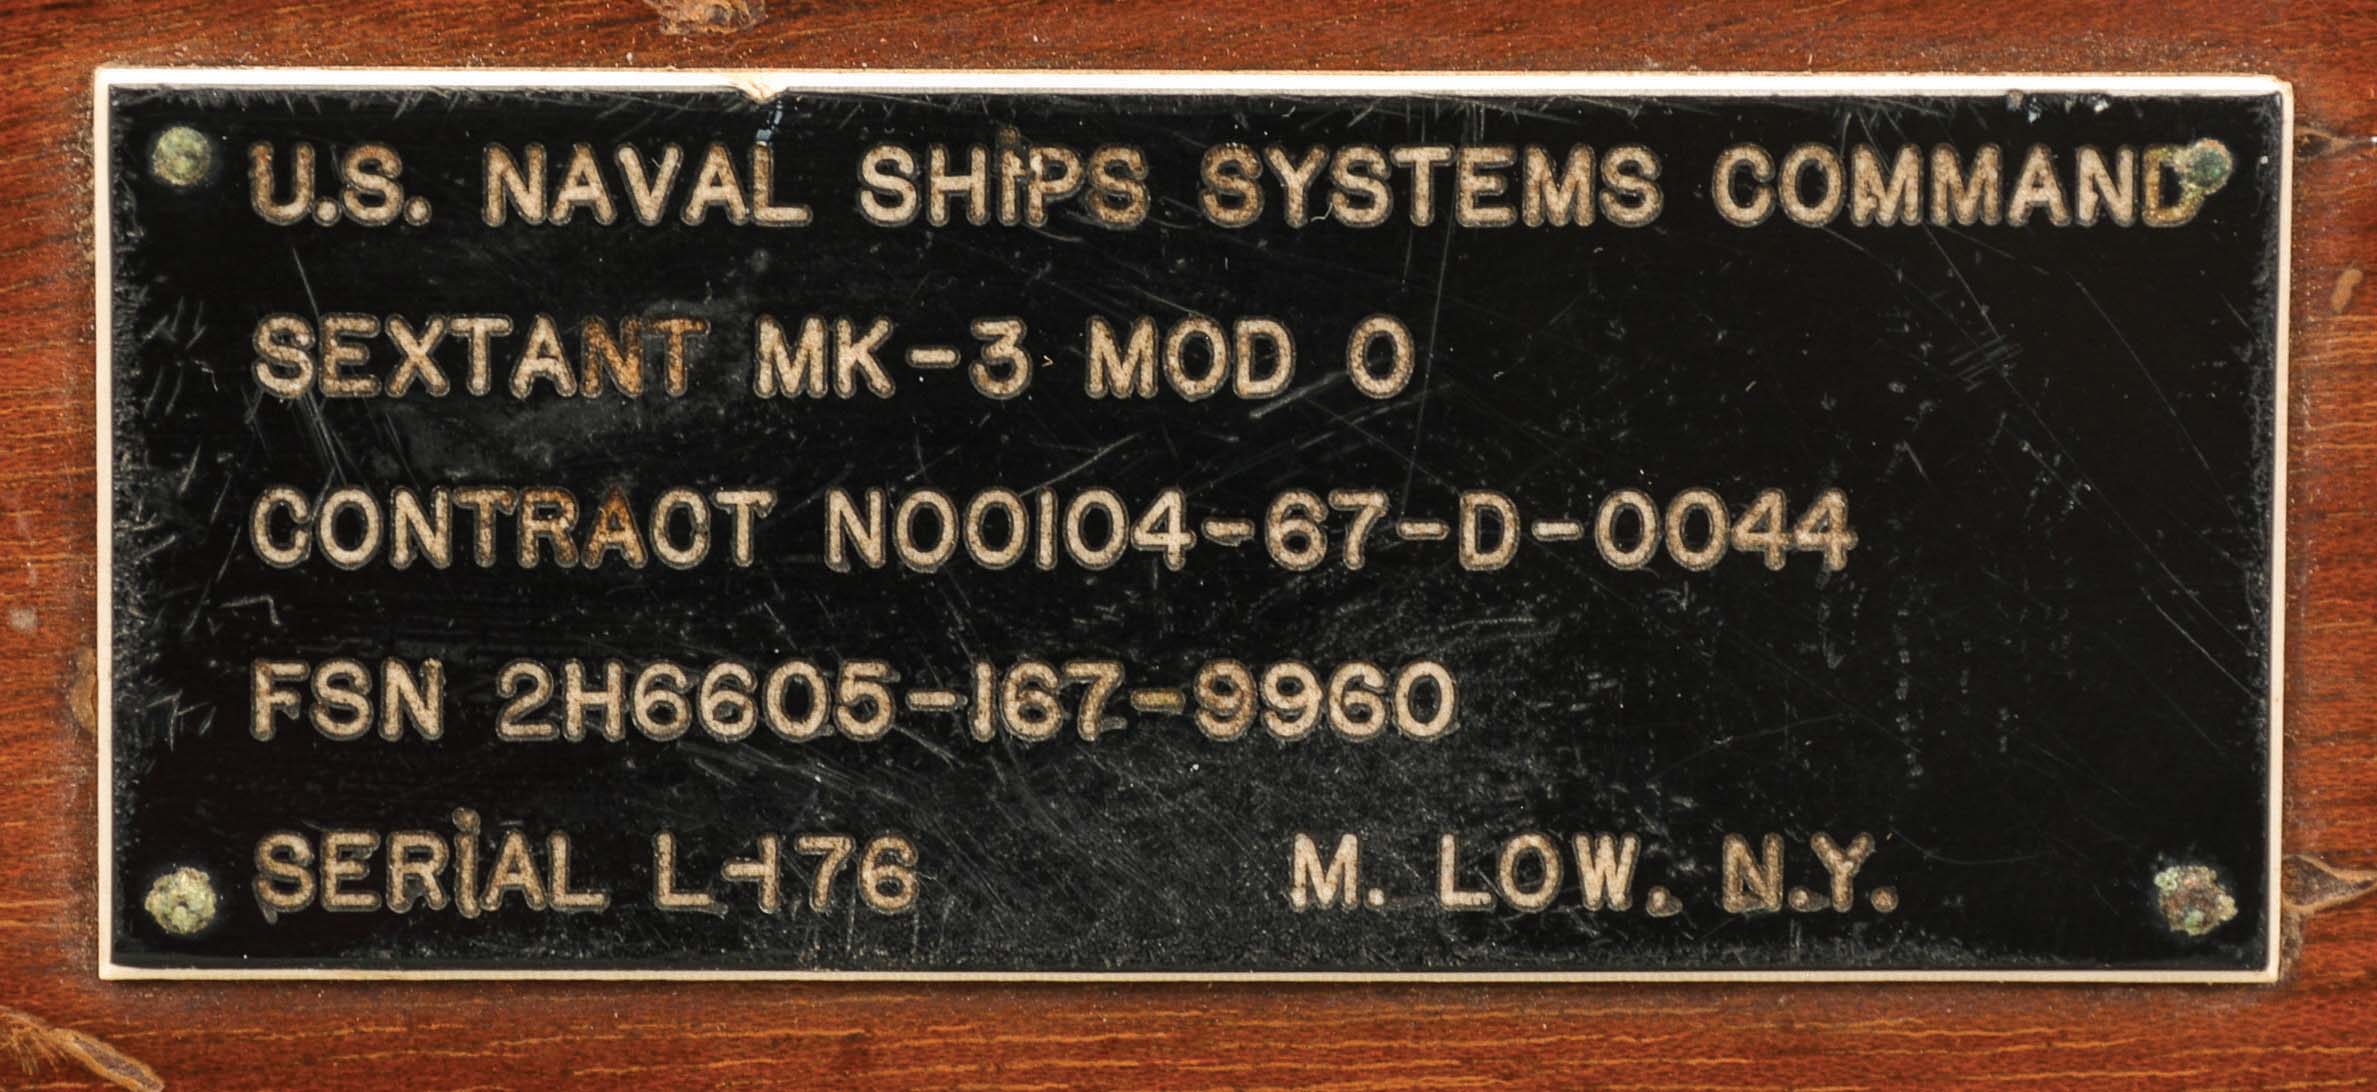 U.S. NAVAL SHiPS SYSTEMS COMMAND
SEXTANT MK-3 MOD 0
CONTRACT N00104-67-D-0044
FSN 2H6605-167-9960
SERiAL L-176 M. LOW. N.Y.